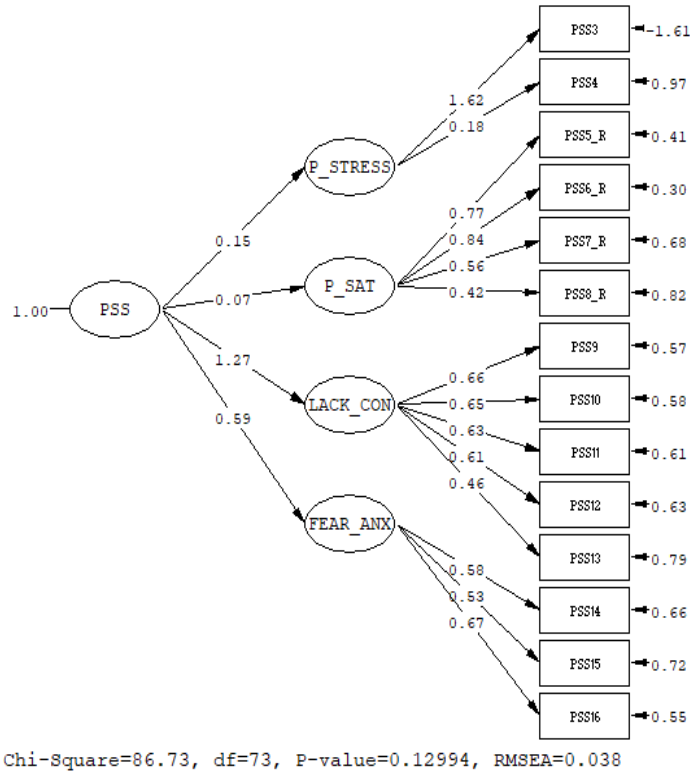 PSS3
-1.61
PSS4
0.97
1.62
0.18
PSS5_R
0.41
P_STRESS
PSS6_R
0.30
0.77
0.84
PSS7_R
0.68
0.15
0.56
P_SAT
0.42
PSS8_R
0.82
0.07
1.00
PSS
PSS9
0.57
1.27
0.66
0.65
PSS10
0.58
LACK_CON
0.59
0.63
PSS11
0.61
0.61
0.46
PSS12
0.63
FEAR_ANX
PSS13
0.79
0.58
0.53
PSS14
0.66
0.67
PSS15
0.72
PSS16
0.55
Chi-Square=86.73, df=73, P-value=0.12994, RMSEA=0.038